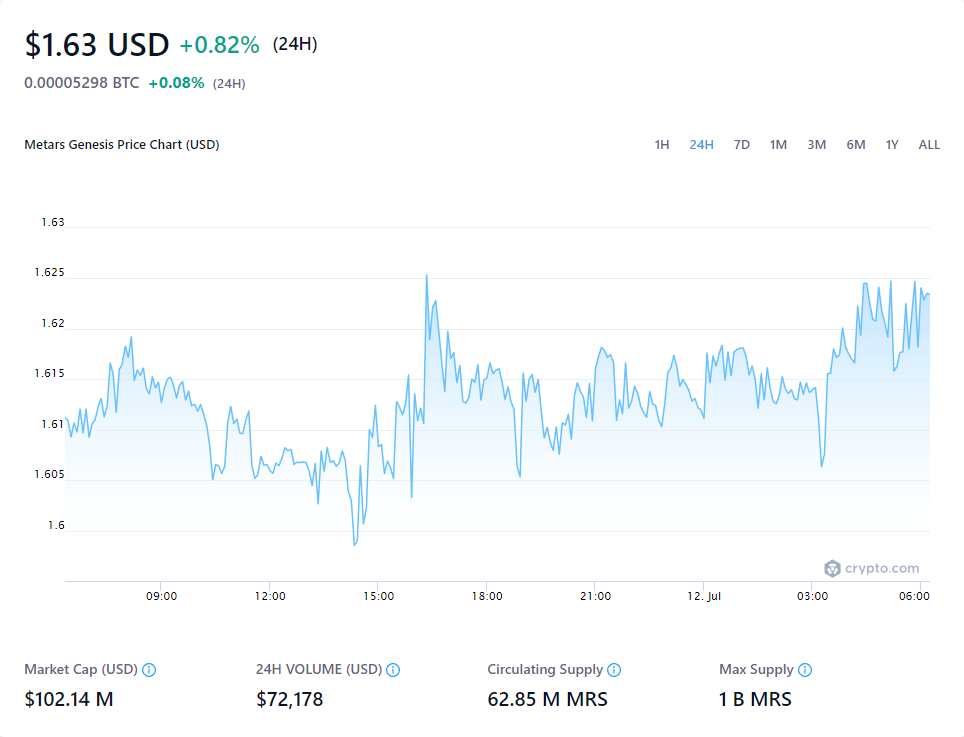 $1.63 USD +0.82% (24H)
0.00005298 BTC +0.08% (24H)
Metars Genesis Price Chart (USD) 1H 24H 7D 1M 3M 6M 1Y ALL
1.63
1.625
1.62
1.615
1.61
1.605
1.6
crypto.com
09:00 12:00 15:00 18:00 21:00 12. Jul 03:00 06:00
Market Cap (USD) 24H VOLUME (USD) Circulating Supply Max Supply
$102.14 M $72,178 62.85 M MRS 1 B MRS